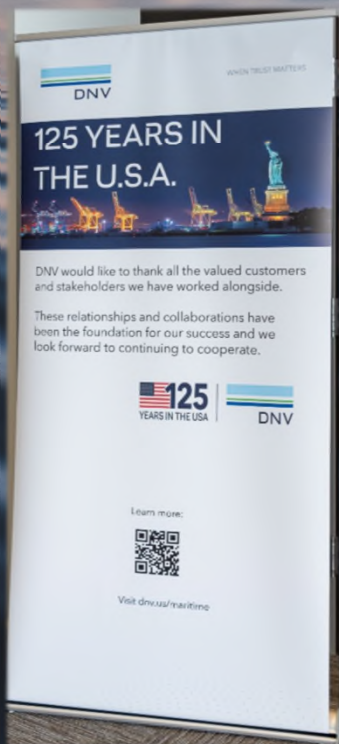 DNV
WHEN TRUST MATTERS
125 YEARS IN
THE U.S.A.
DNV would like to thank all the valued customers
and stakeholders we have worked alongside.
These relationships and collaborations have
been the foundation for our success and we
look forward to continuing to cooperate.
125
YEARS IN THE USA
DNV
Learn more:
Visit dnv.us/maritime